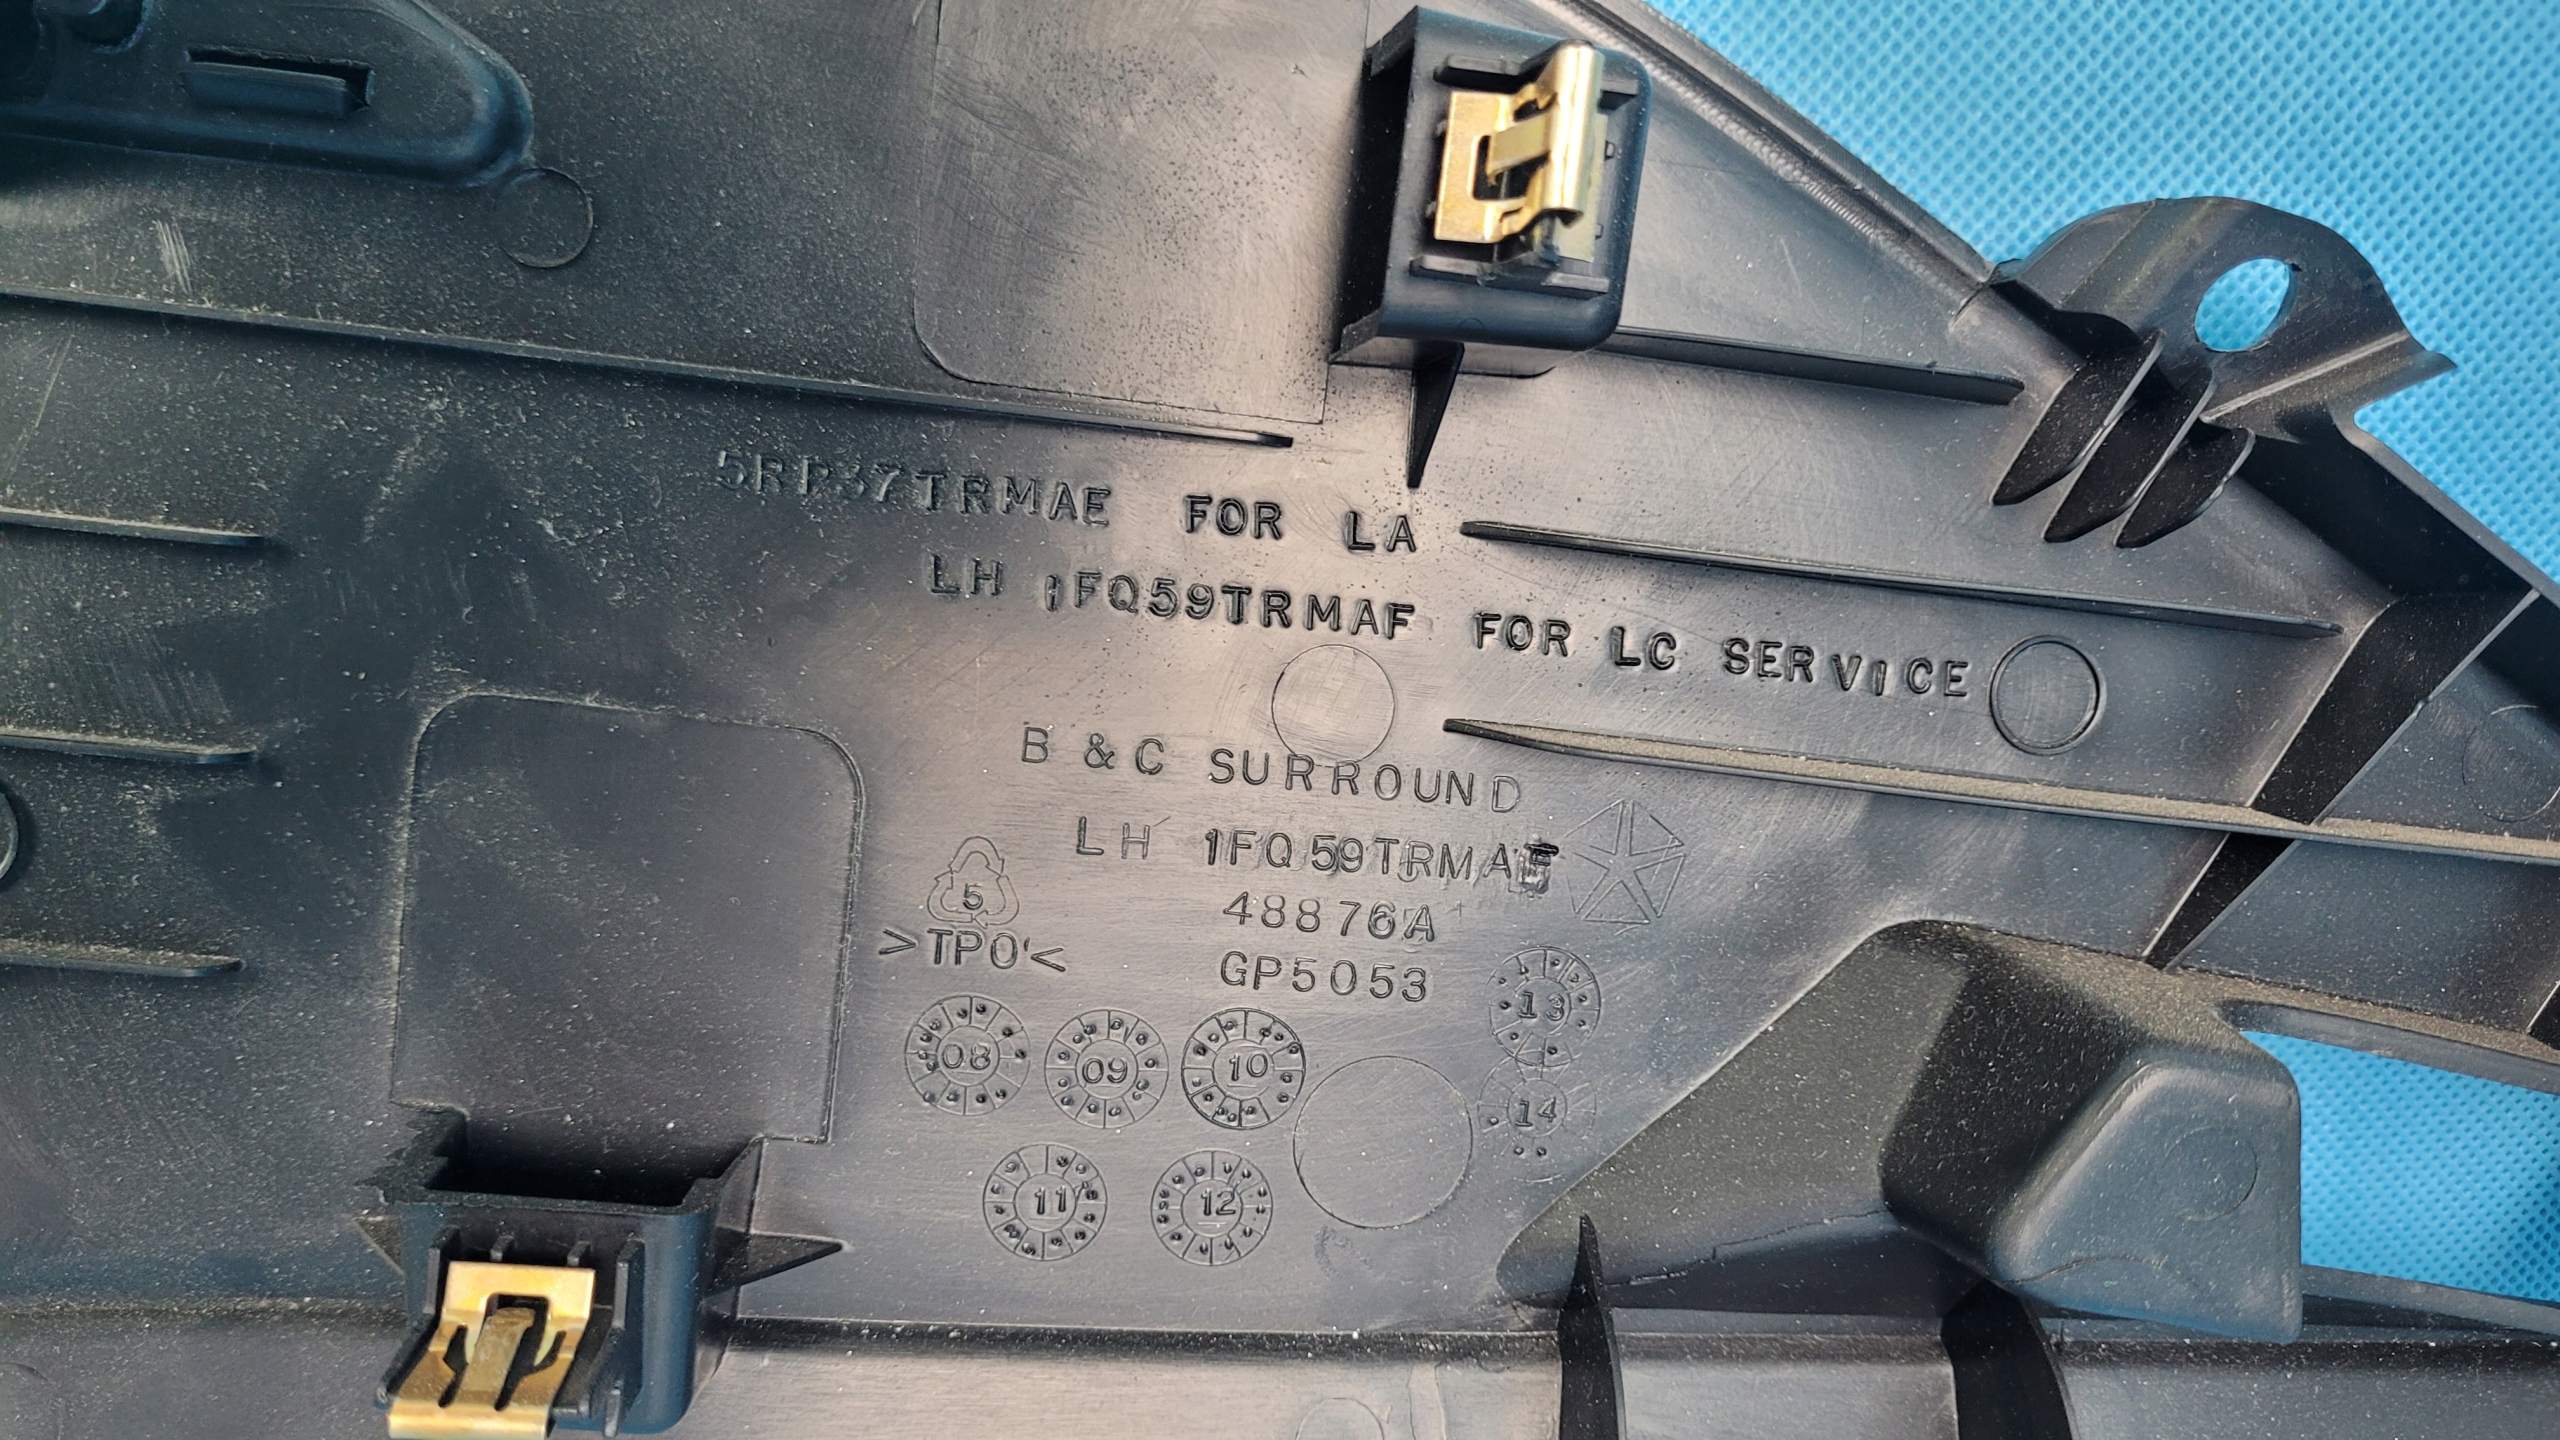 5RP37TRMAE FOR LA
LH 1FQ59TRMAF FOR LC SERVICE
B & C SURROUND
LH 1FQ59TRMAF
48876A
GP5053
5
>TPO<
08 09 10 13
14
11 12